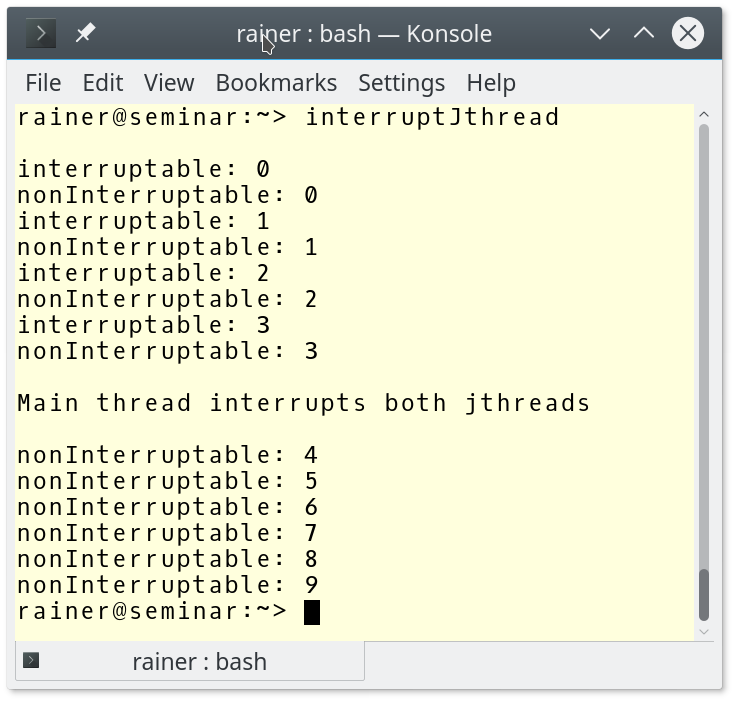 rainer : bash — Konsole
File Edit View Bookmarks Settings Help
rainer@seminar:~> interruptJthread
interruptable: 0
nonInterruptable: 0
interruptable: 1
nonInterruptable: 1
interruptable: 2
nonInterruptable: 2
interruptable: 3
nonInterruptable: 3
Main thread interrupts both jthreads
nonInterruptable: 4
nonInterruptable: 5
nonInterruptable: 6
nonInterruptable: 7
nonInterruptable: 8
nonInterruptable: 9
rainer@seminar:~>
rainer : bash